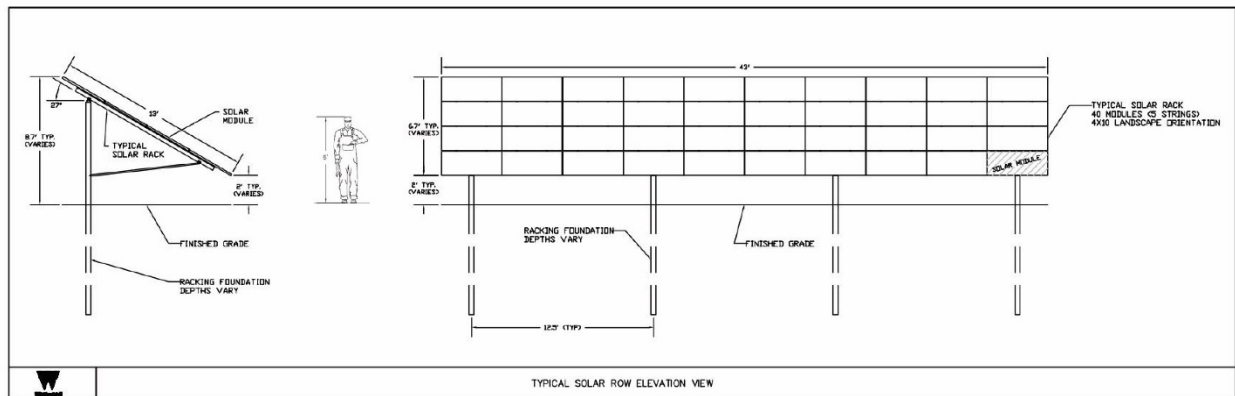 27°
13'
SOLAR
MODULE
8.7' TYP.
(VARIES)
TYPICAL
SOLAR RACK
2' TYP.
(VARIES)
6'
FINISHED GRADE
RACKING FOUNDATION
DEPTHS VARY
6.7' TYP.
(VARIES)
2' TYP.
(VARIES)
SOLAR MODULE
TYPICAL SOLAR RACK
40 MODULES (5 STRINGS)
4X10 LANDSCAPE ORIENTATION
RACKING FOUNDATION
DEPTHS VARY
FINISHED GRADE
12.5' (TYP)
TYPICAL SOLAR ROW ELEVATION VIEW